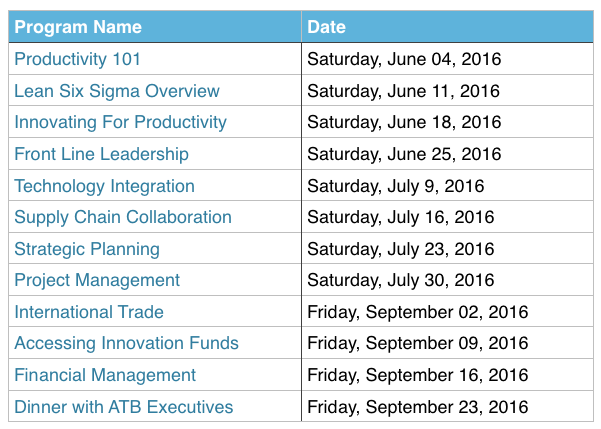 Program Name Date
Productivity 101 Saturday, June 04, 2016
Lean Six Sigma Overview Saturday, June 11, 2016
Innovating For Productivity Saturday, June 18, 2016
Front Line Leadership Saturday, June 25, 2016
Technology Integration Saturday, July 9, 2016
Supply Chain Collaboration Saturday, July 16, 2016
Strategic Planning Saturday, July 23, 2016
Project Management Saturday, July 30, 2016
International Trade Friday, September 02, 2016
Accessing Innovation Funds Friday, September 09, 2016
Financial Management Friday, September 16, 2016
Dinner with ATB Executives Friday, September 23, 2016